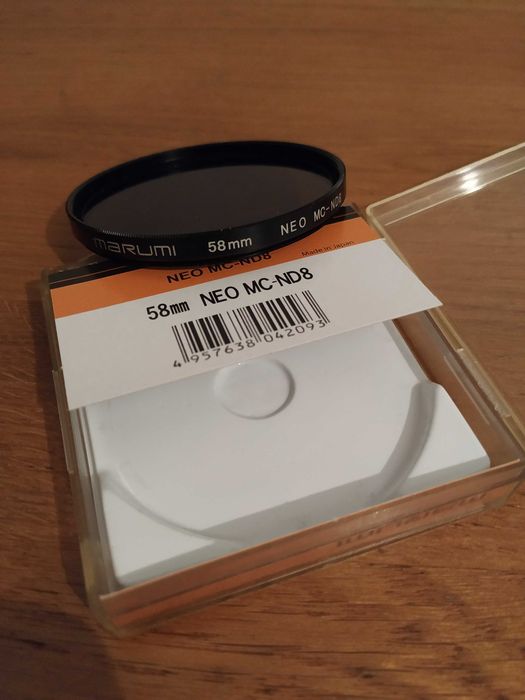 marumi 58mm NEO MC-ND8
NEO MC-ND8
Made in Japan
58mm NEO MC-ND8
4 957638 042093